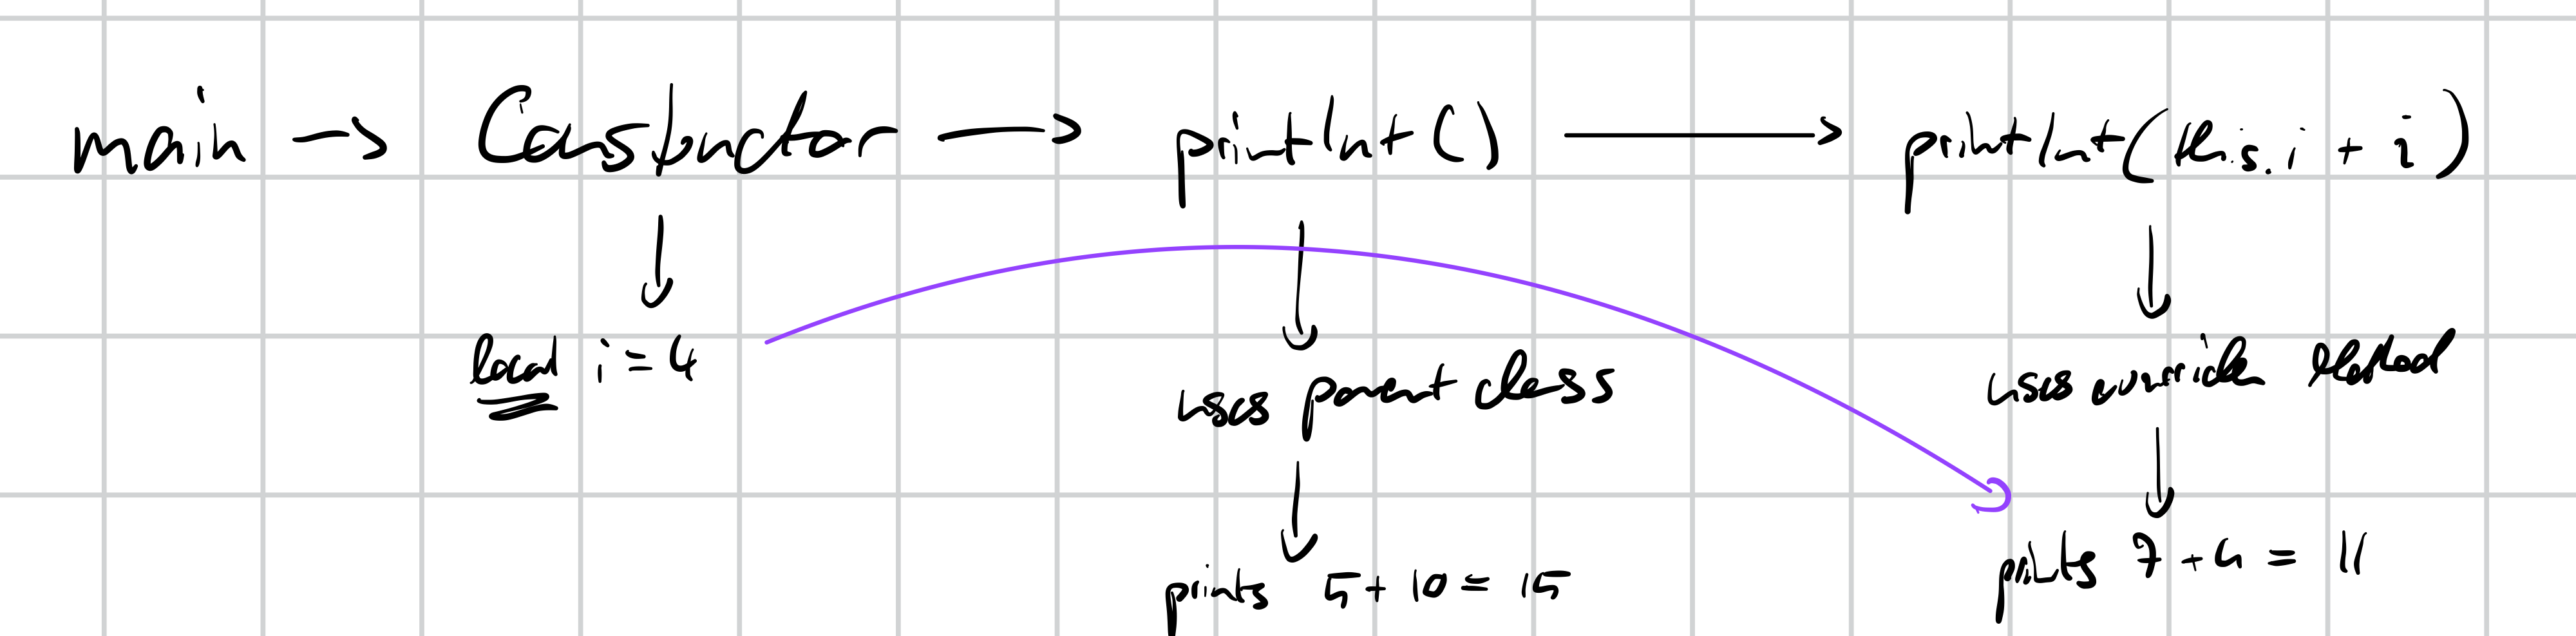 main → Constructor → printInt() → printInt(this.i + i)
↓ ↓ ↓
local i = 4 uses parent class uses override Method
↓ ↓
prints 5 + 10 = 15 prints 7 + 4 = 11